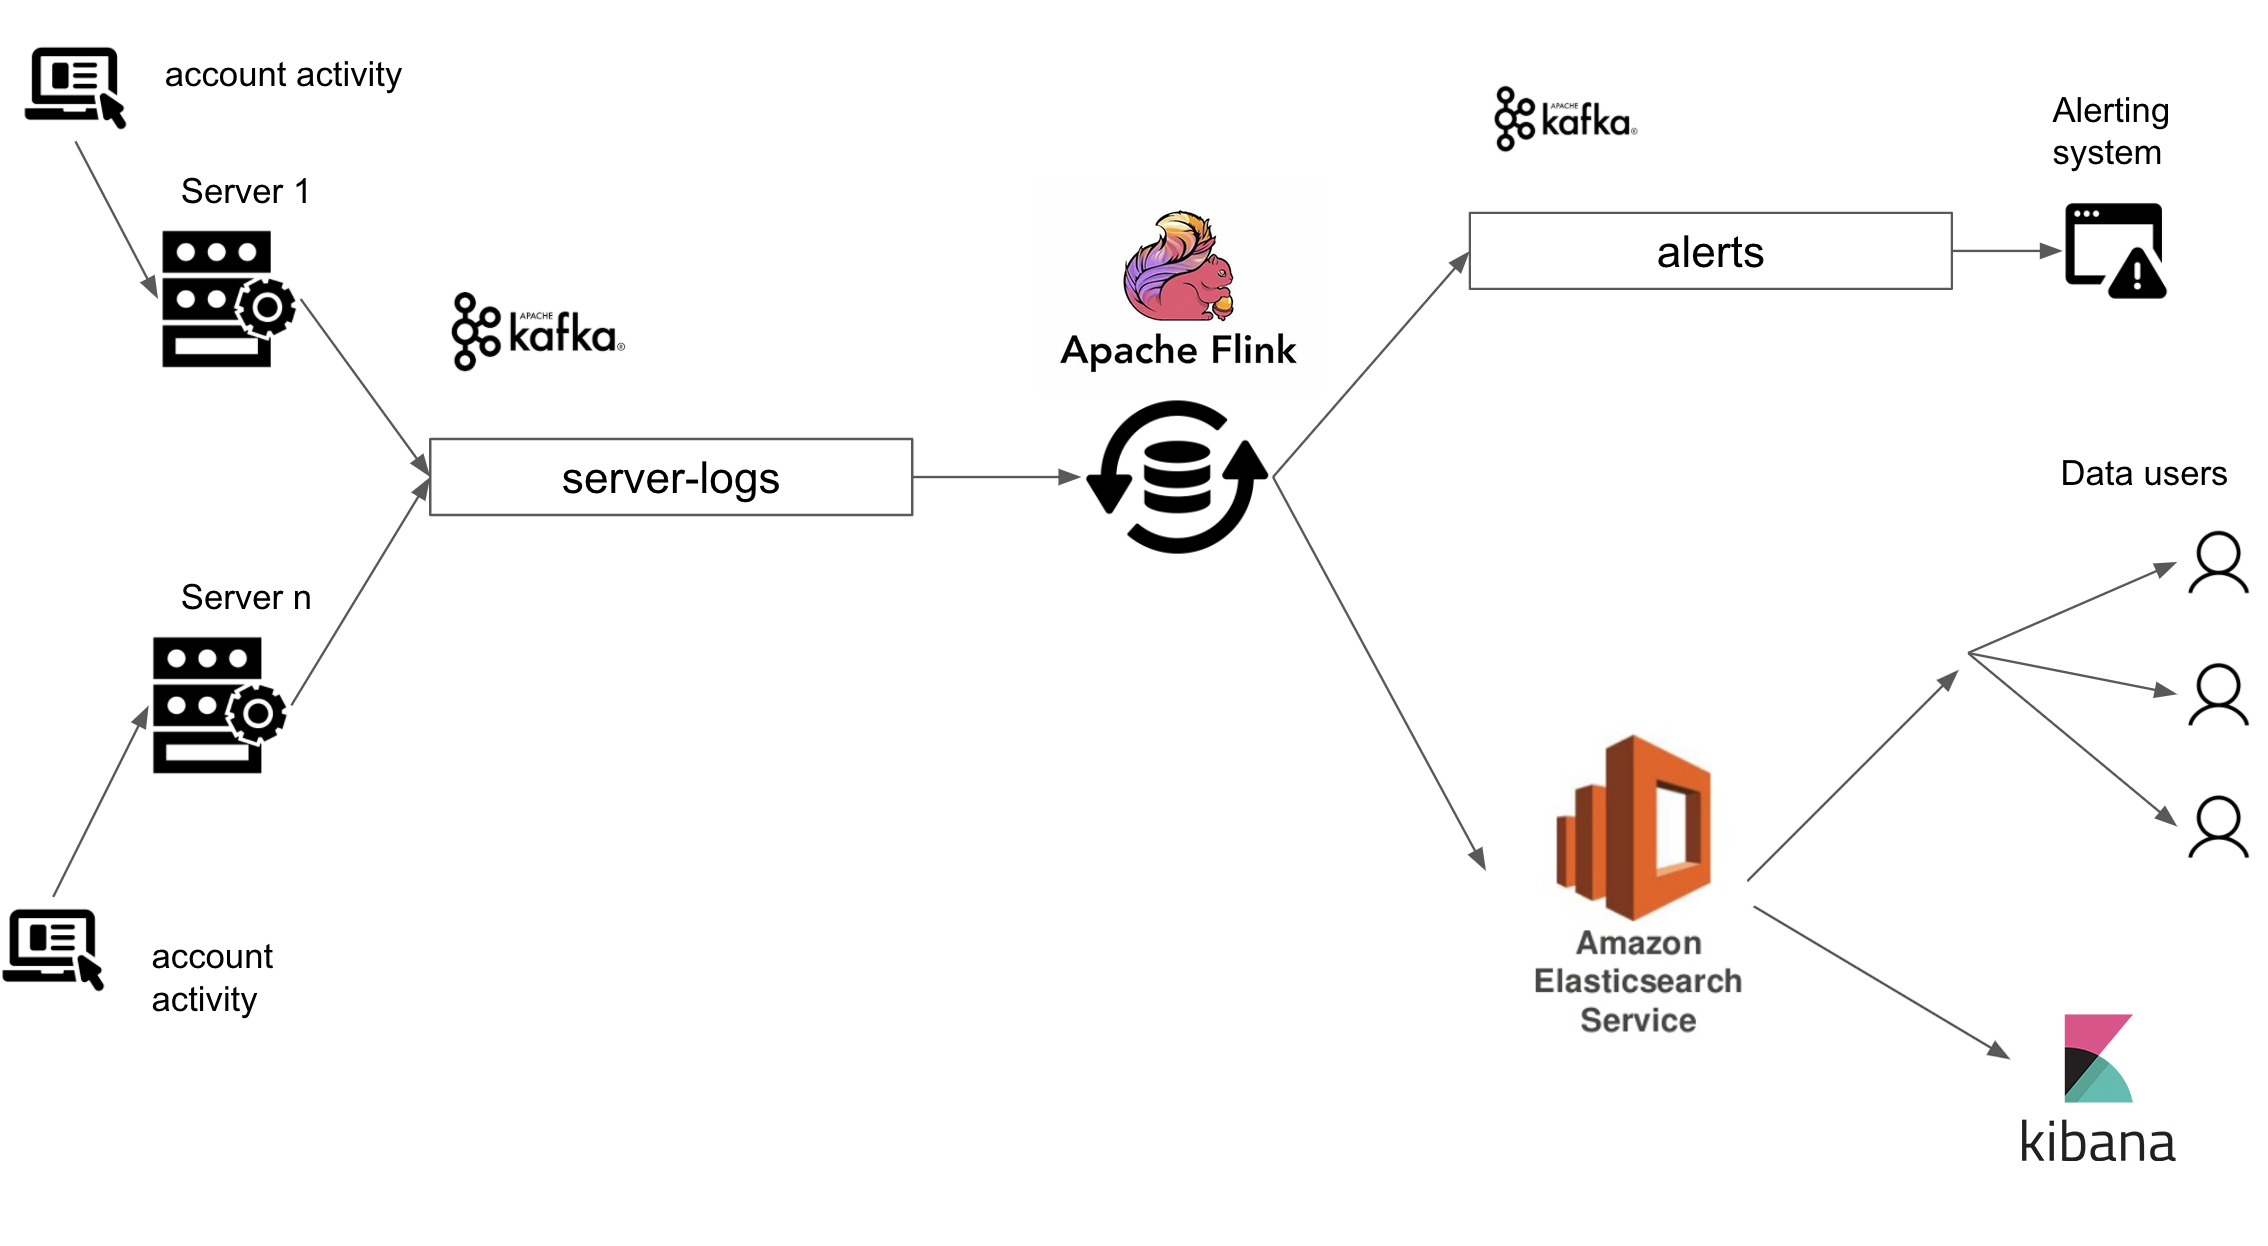 account activity
Server 1
APACHE
kafka®
server-logs
Server n
account
activity
Apache Flink
APACHE
kafka®
alerts
Alerting
system
Data users
Amazon
Elasticsearch
Service
kibana